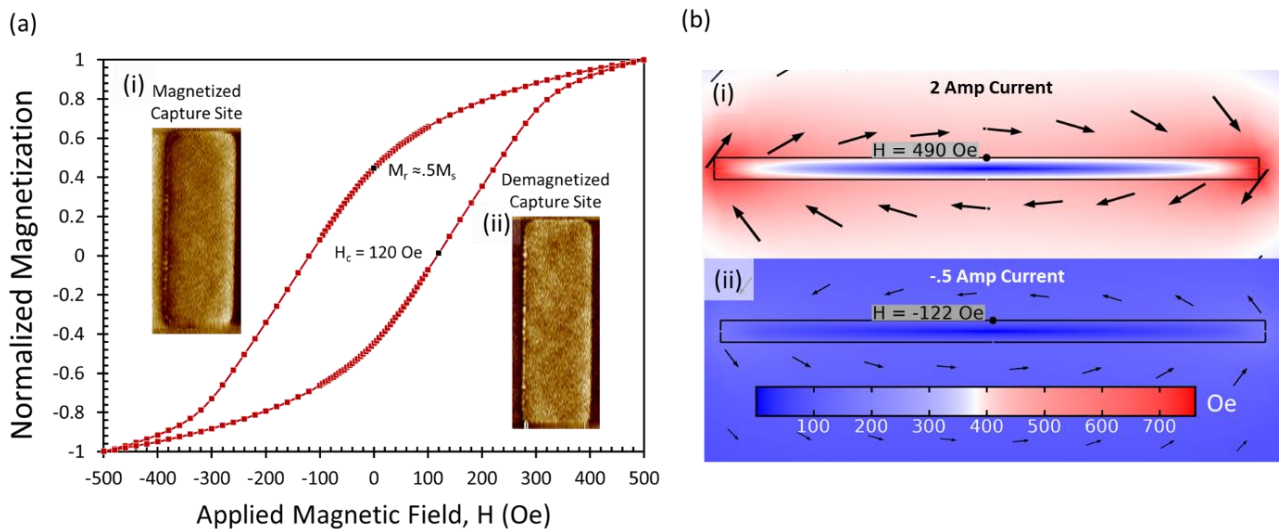 (a)
(i)
Magnetized
Capture Site
Mᵣ ≈.5Mₛ
H_c = 120 Oe
Demagnetized
Capture Site
(ii)
Normalized Magnetization
1
0.8
0.6
0.4
0.2
0
-0.2
-0.4
-0.6
-0.8
-1
-500 -400 -300 -200 -100 0 100 200 300 400 500
Applied Magnetic Field, H (Oe)
(b)
(i)
2 Amp Current
H = 490 Oe
(ii)
-.5 Amp Current
H = -122 Oe
100 200 300 400 500 600 700
Oe